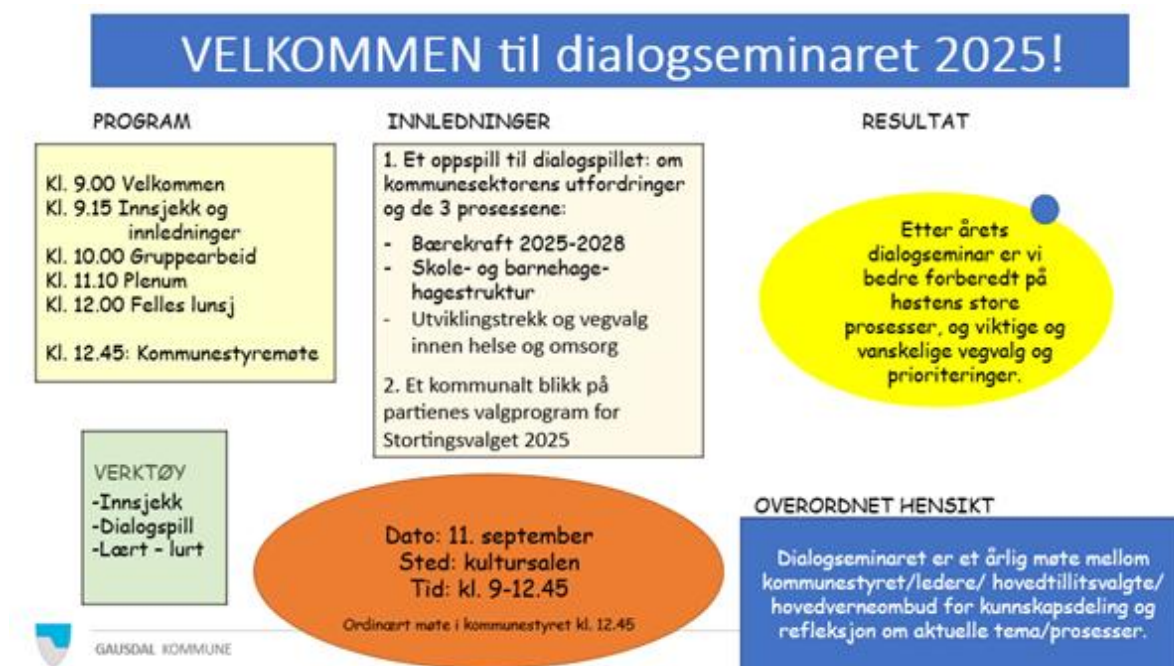 VELKOMMEN til dialogseminaret 2025!
PROGRAM
Kl. 9.00 Velkommen
Kl. 9.15 Innsjekk og
innledninger
Kl. 10.00 Gruppearbeid
Kl. 11.10 Plenum
Kl. 12.00 Felles lunsj
Kl. 12.45: Kommunestyremøte
INNLEDNINGER
1. Et oppspill til dialogspillet: om
kommunesektorens utfordringer
og de 3 prosessene:
- Bærekraft 2025-2028
- Skole- og barnehage-
hagestruktur
- Utviklingstrekk og vegvalg
innen helse og omsorg
2. Et kommunalt blikk på
partienes valgprogram for
Stortingsvalget 2025
RESULTAT
Etter årets
dialogseminar er vi
bedre forberedt på
høstens store
prosesser, og viktige og
vanskelige vegvalg og
prioriteringer.
VERKTØY
-Innsjekk
-Dialogspill
-Lært – lurt
Dato: 11. september
Sted: kultursalen
Tid: kl. 9-12.45
Ordinært møte i kommunestyret kl. 12.45
OVERORDNET HENSIKT
Dialogseminaret er et årlig møte mellom
kommunestyret/ledere/ hovedtillitsvalgte/
hovedverneombud for kunnskapsdeling og
refleksjon om aktuelle tema/prosesser.
GAUSDAL KOMMUNE